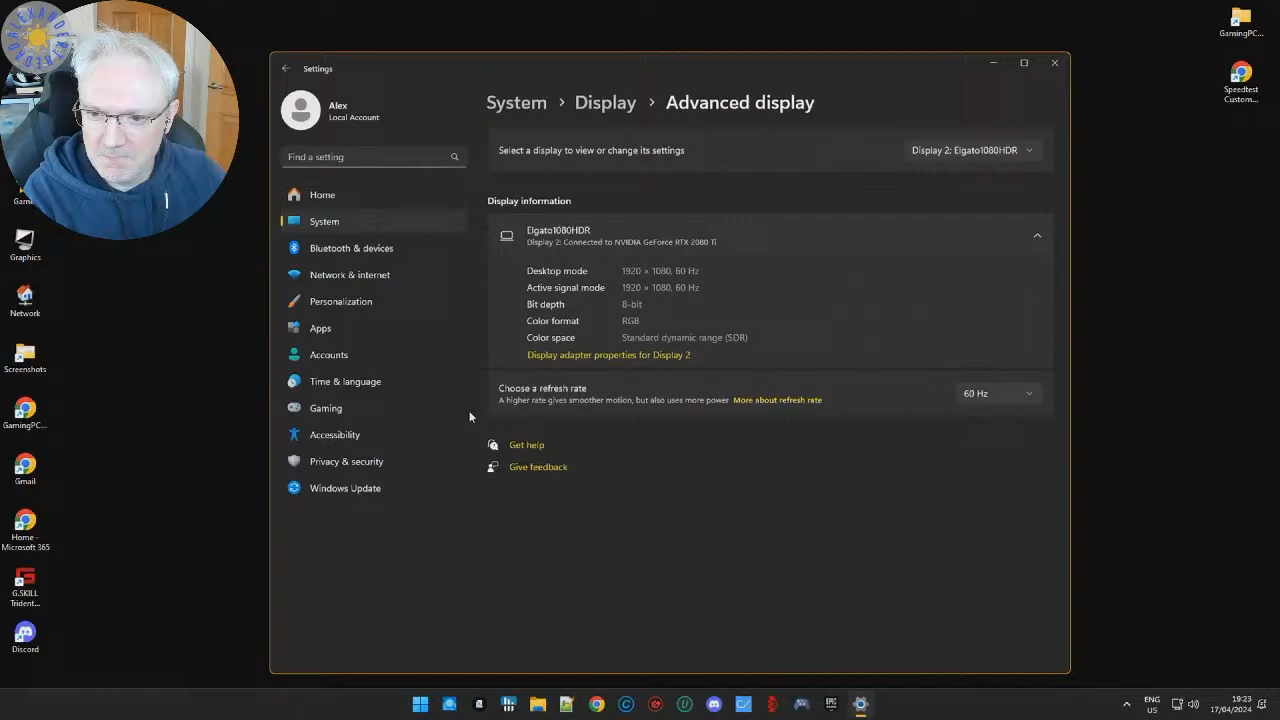 ALEXANDERTHEDAD
Settings
Alex
Local Account
Find a setting
Home
System
Bluetooth & devices
Network & internet
Personalization
Apps
Accounts
Time & language
Gaming
Accessibility
Privacy & security
Windows Update
System > Display > Advanced display
Select a display to view or change its settings
Display 2: Elgato1080HDR
Display information
Elgato1080HDR
Display 2: Connected to NVIDIA GeForce RTX 2080 Ti
Desktop mode 1920 × 1080, 60 Hz
Active signal mode 1920 × 1080, 60 Hz
Bit depth 8-bit
Color format RGB
Color space Standard dynamic range (SDR)
Display adapter properties for Display 2
Choose a refresh rate
A higher rate gives smoother motion, but also uses more power More about refresh rate
60 Hz
Get help
Give feedback
Graphics
Network
Screenshots
GamingPC...
Gmail
Home -
Microsoft 365
G.SKILL
Trident...
Discord
GamingPC...
Speedtest
Custom...
EPIC
ENG
US
19:23
17/04/2024